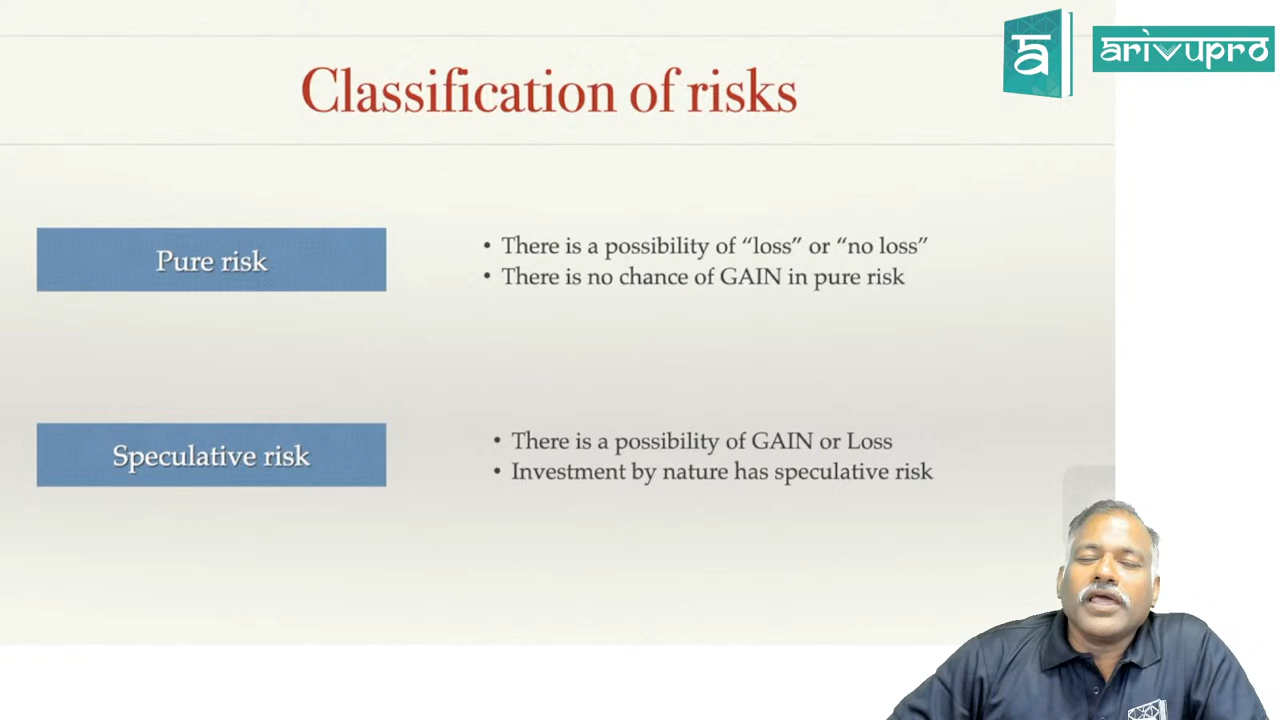 अ
arivupro
Classification of risks
Pure risk
• There is a possibility of “loss” or “no loss”
• There is no chance of GAIN in pure risk
Speculative risk
• There is a possibility of GAIN or Loss
• Investment by nature has speculative risk